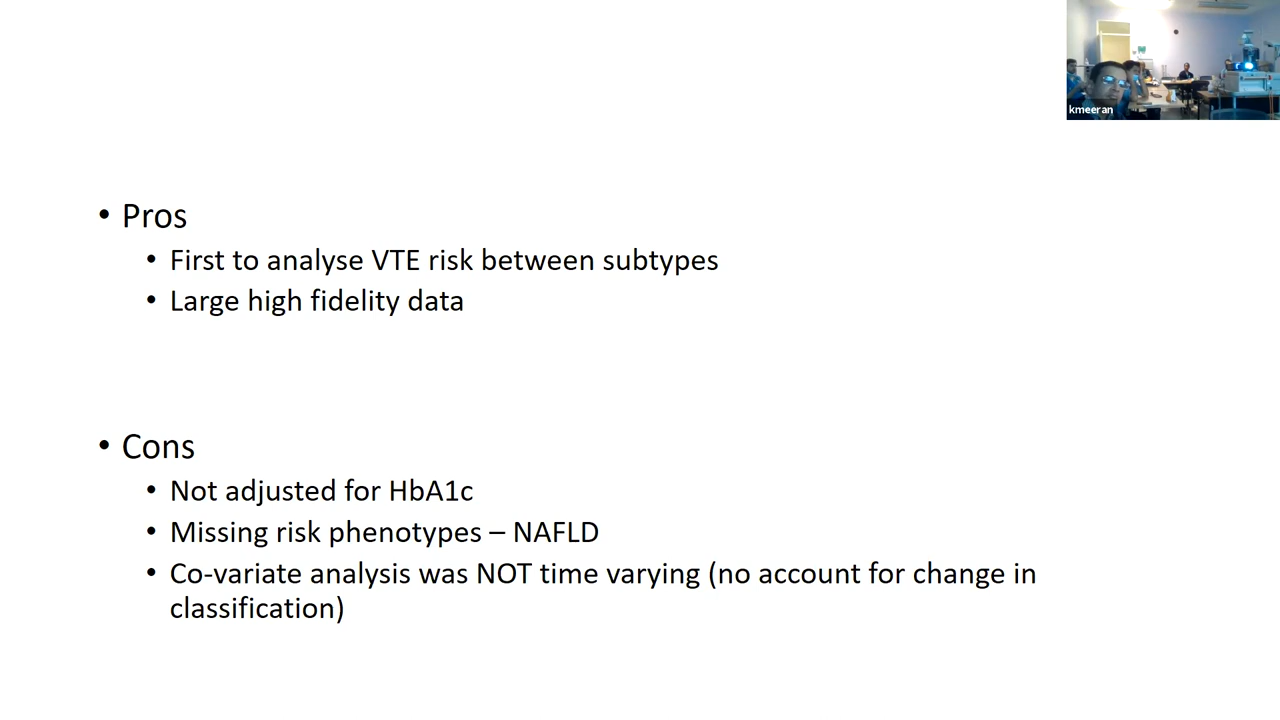 kmeeran
• Pros
• First to analyse VTE risk between subtypes
• Large high fidelity data
• Cons
• Not adjusted for HbA1c
• Missing risk phenotypes – NAFLD
• Co-variate analysis was NOT time varying (no account for change in
classification)